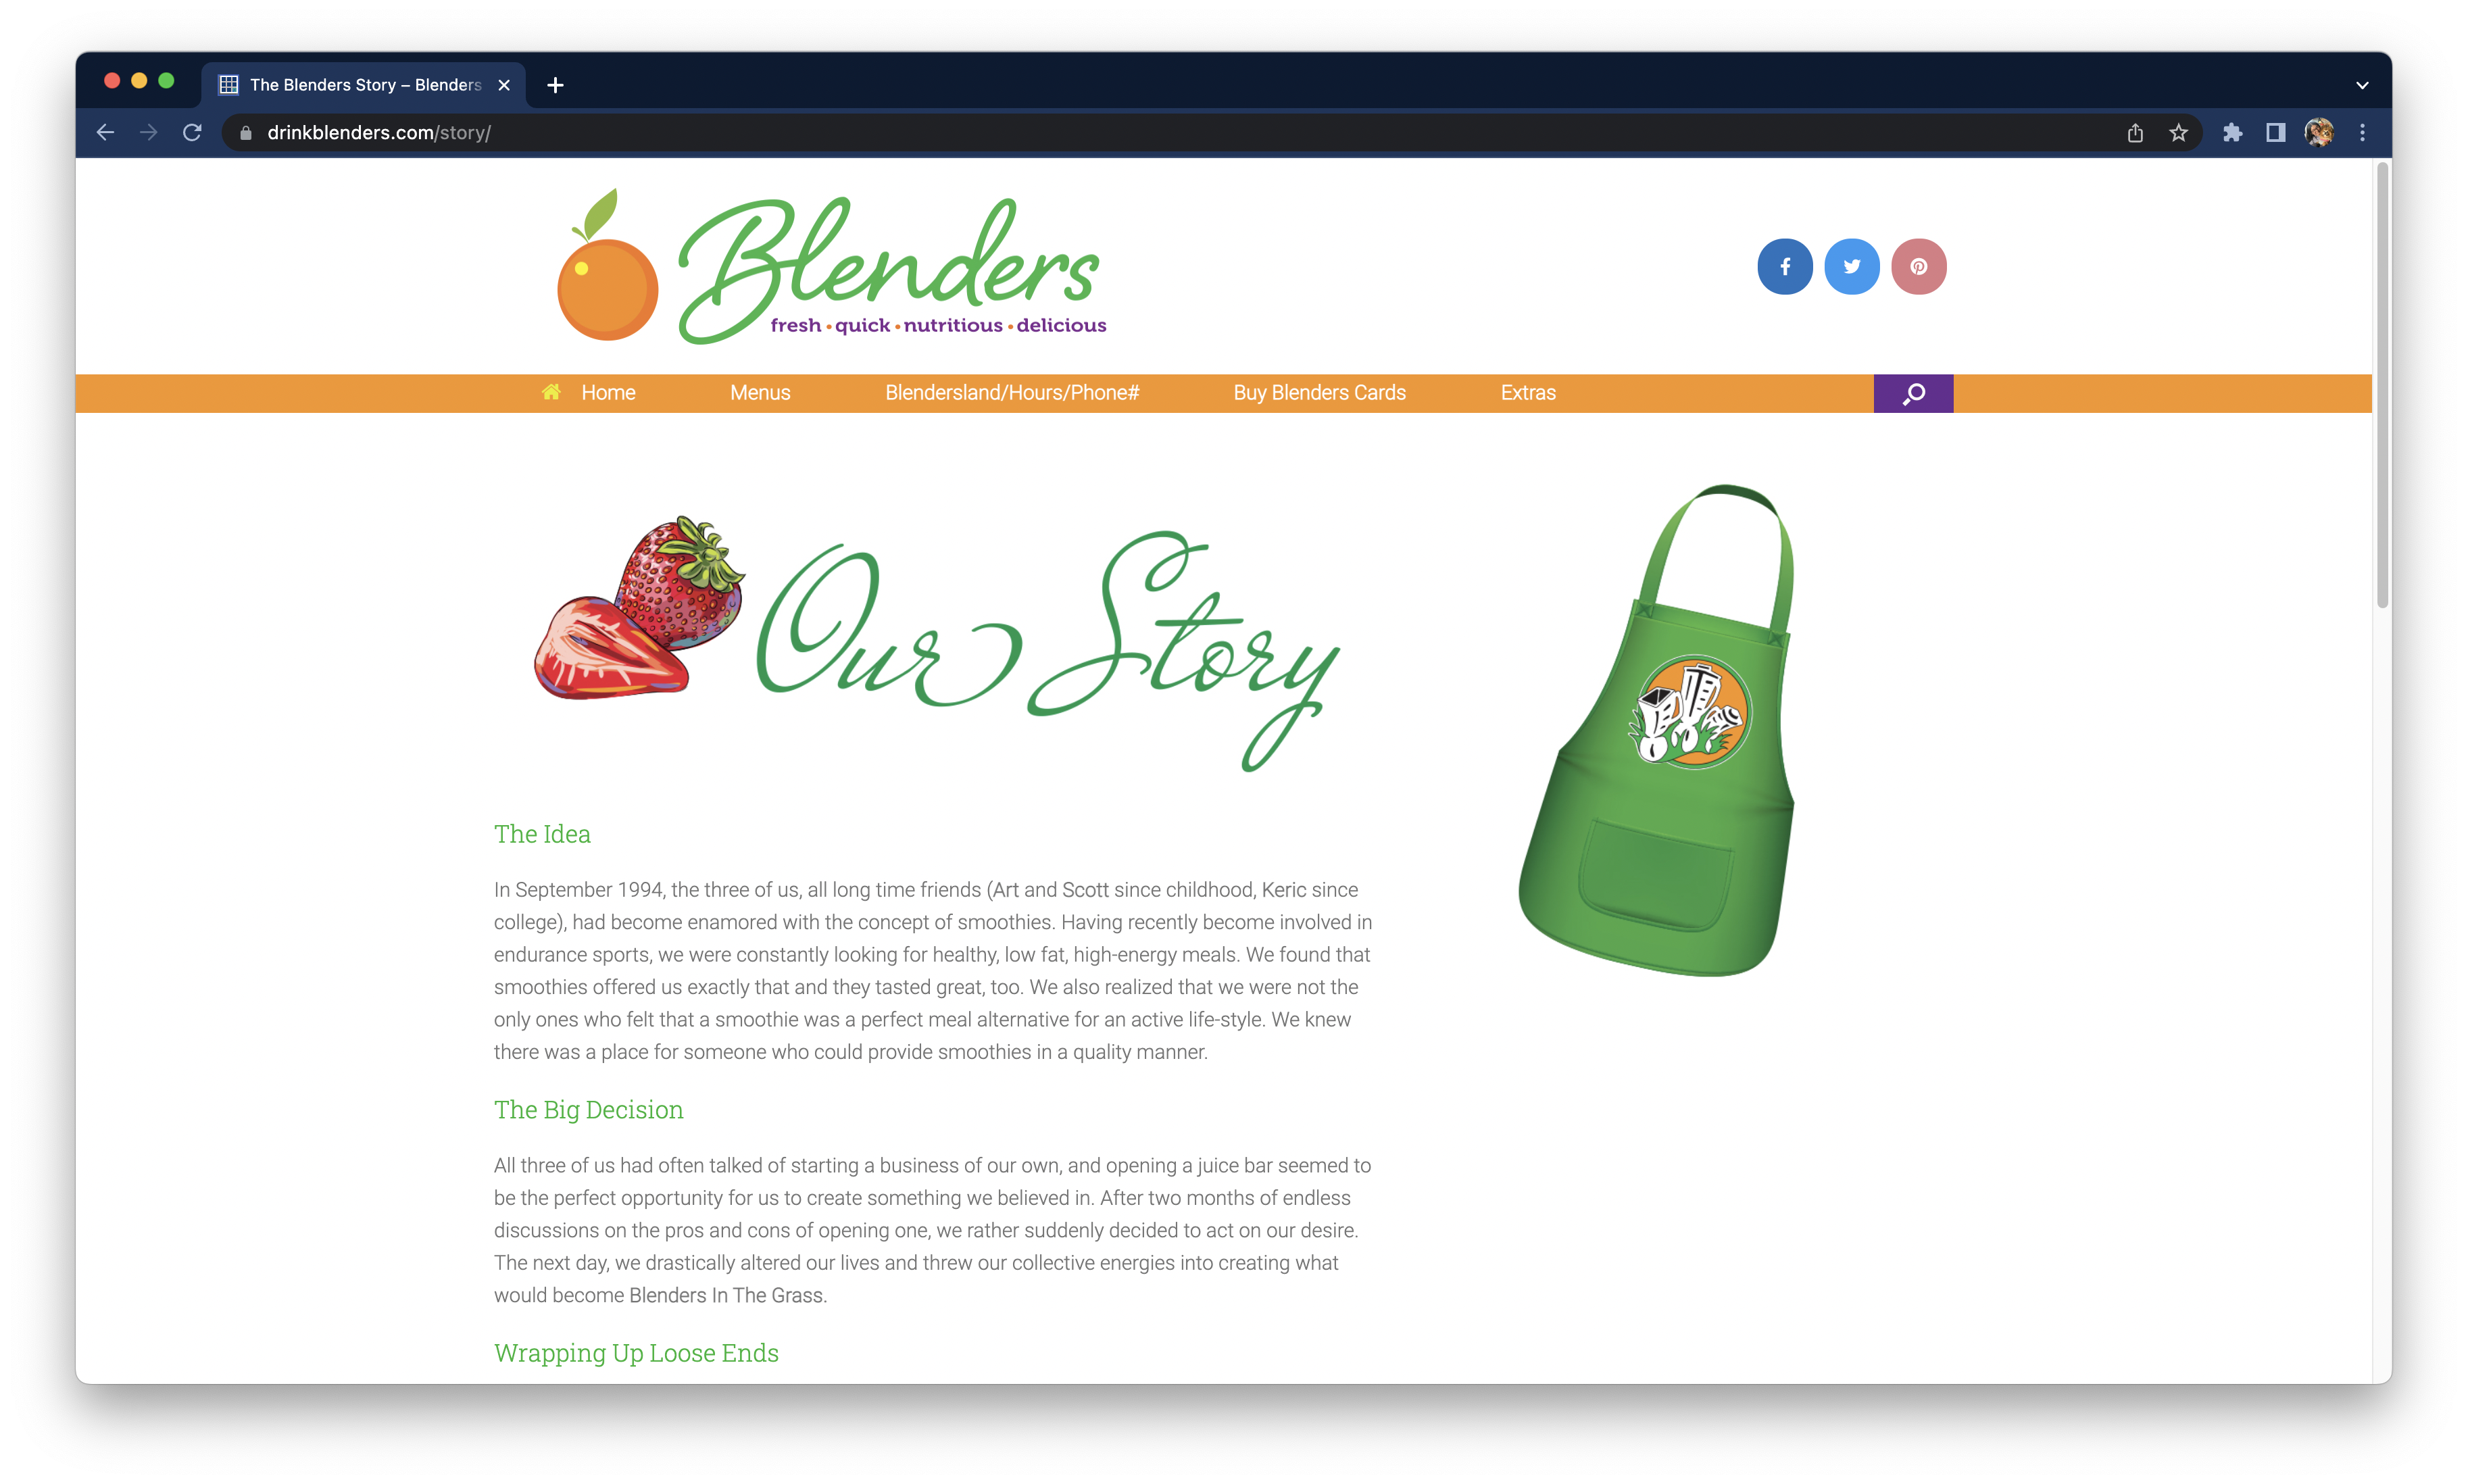 The Blenders Story – Blenders
drinkblenders.com/story/
Blenders
fresh • quick • nutritious • delicious
Home Menus Blendersland/Hours/Phone# Buy Blenders Cards Extras
Our Story
The Idea
In September 1994, the three of us, all long time friends (Art and Scott since childhood, Keric since
college), had become enamored with the concept of smoothies. Having recently become involved in
endurance sports, we were constantly looking for healthy, low fat, high-energy meals. We found that
smoothies offered us exactly that and they tasted great, too. We also realized that we were not the
only ones who felt that a smoothie was a perfect meal alternative for an active life-style. We knew
there was a place for someone who could provide smoothies in a quality manner.
The Big Decision
All three of us had often talked of starting a business of our own, and opening a juice bar seemed to
be the perfect opportunity for us to create something we believed in. After two months of endless
discussions on the pros and cons of opening one, we rather suddenly decided to act on our desire.
The next day, we drastically altered our lives and threw our collective energies into creating what
would become Blenders In The Grass.
Wrapping Up Loose Ends